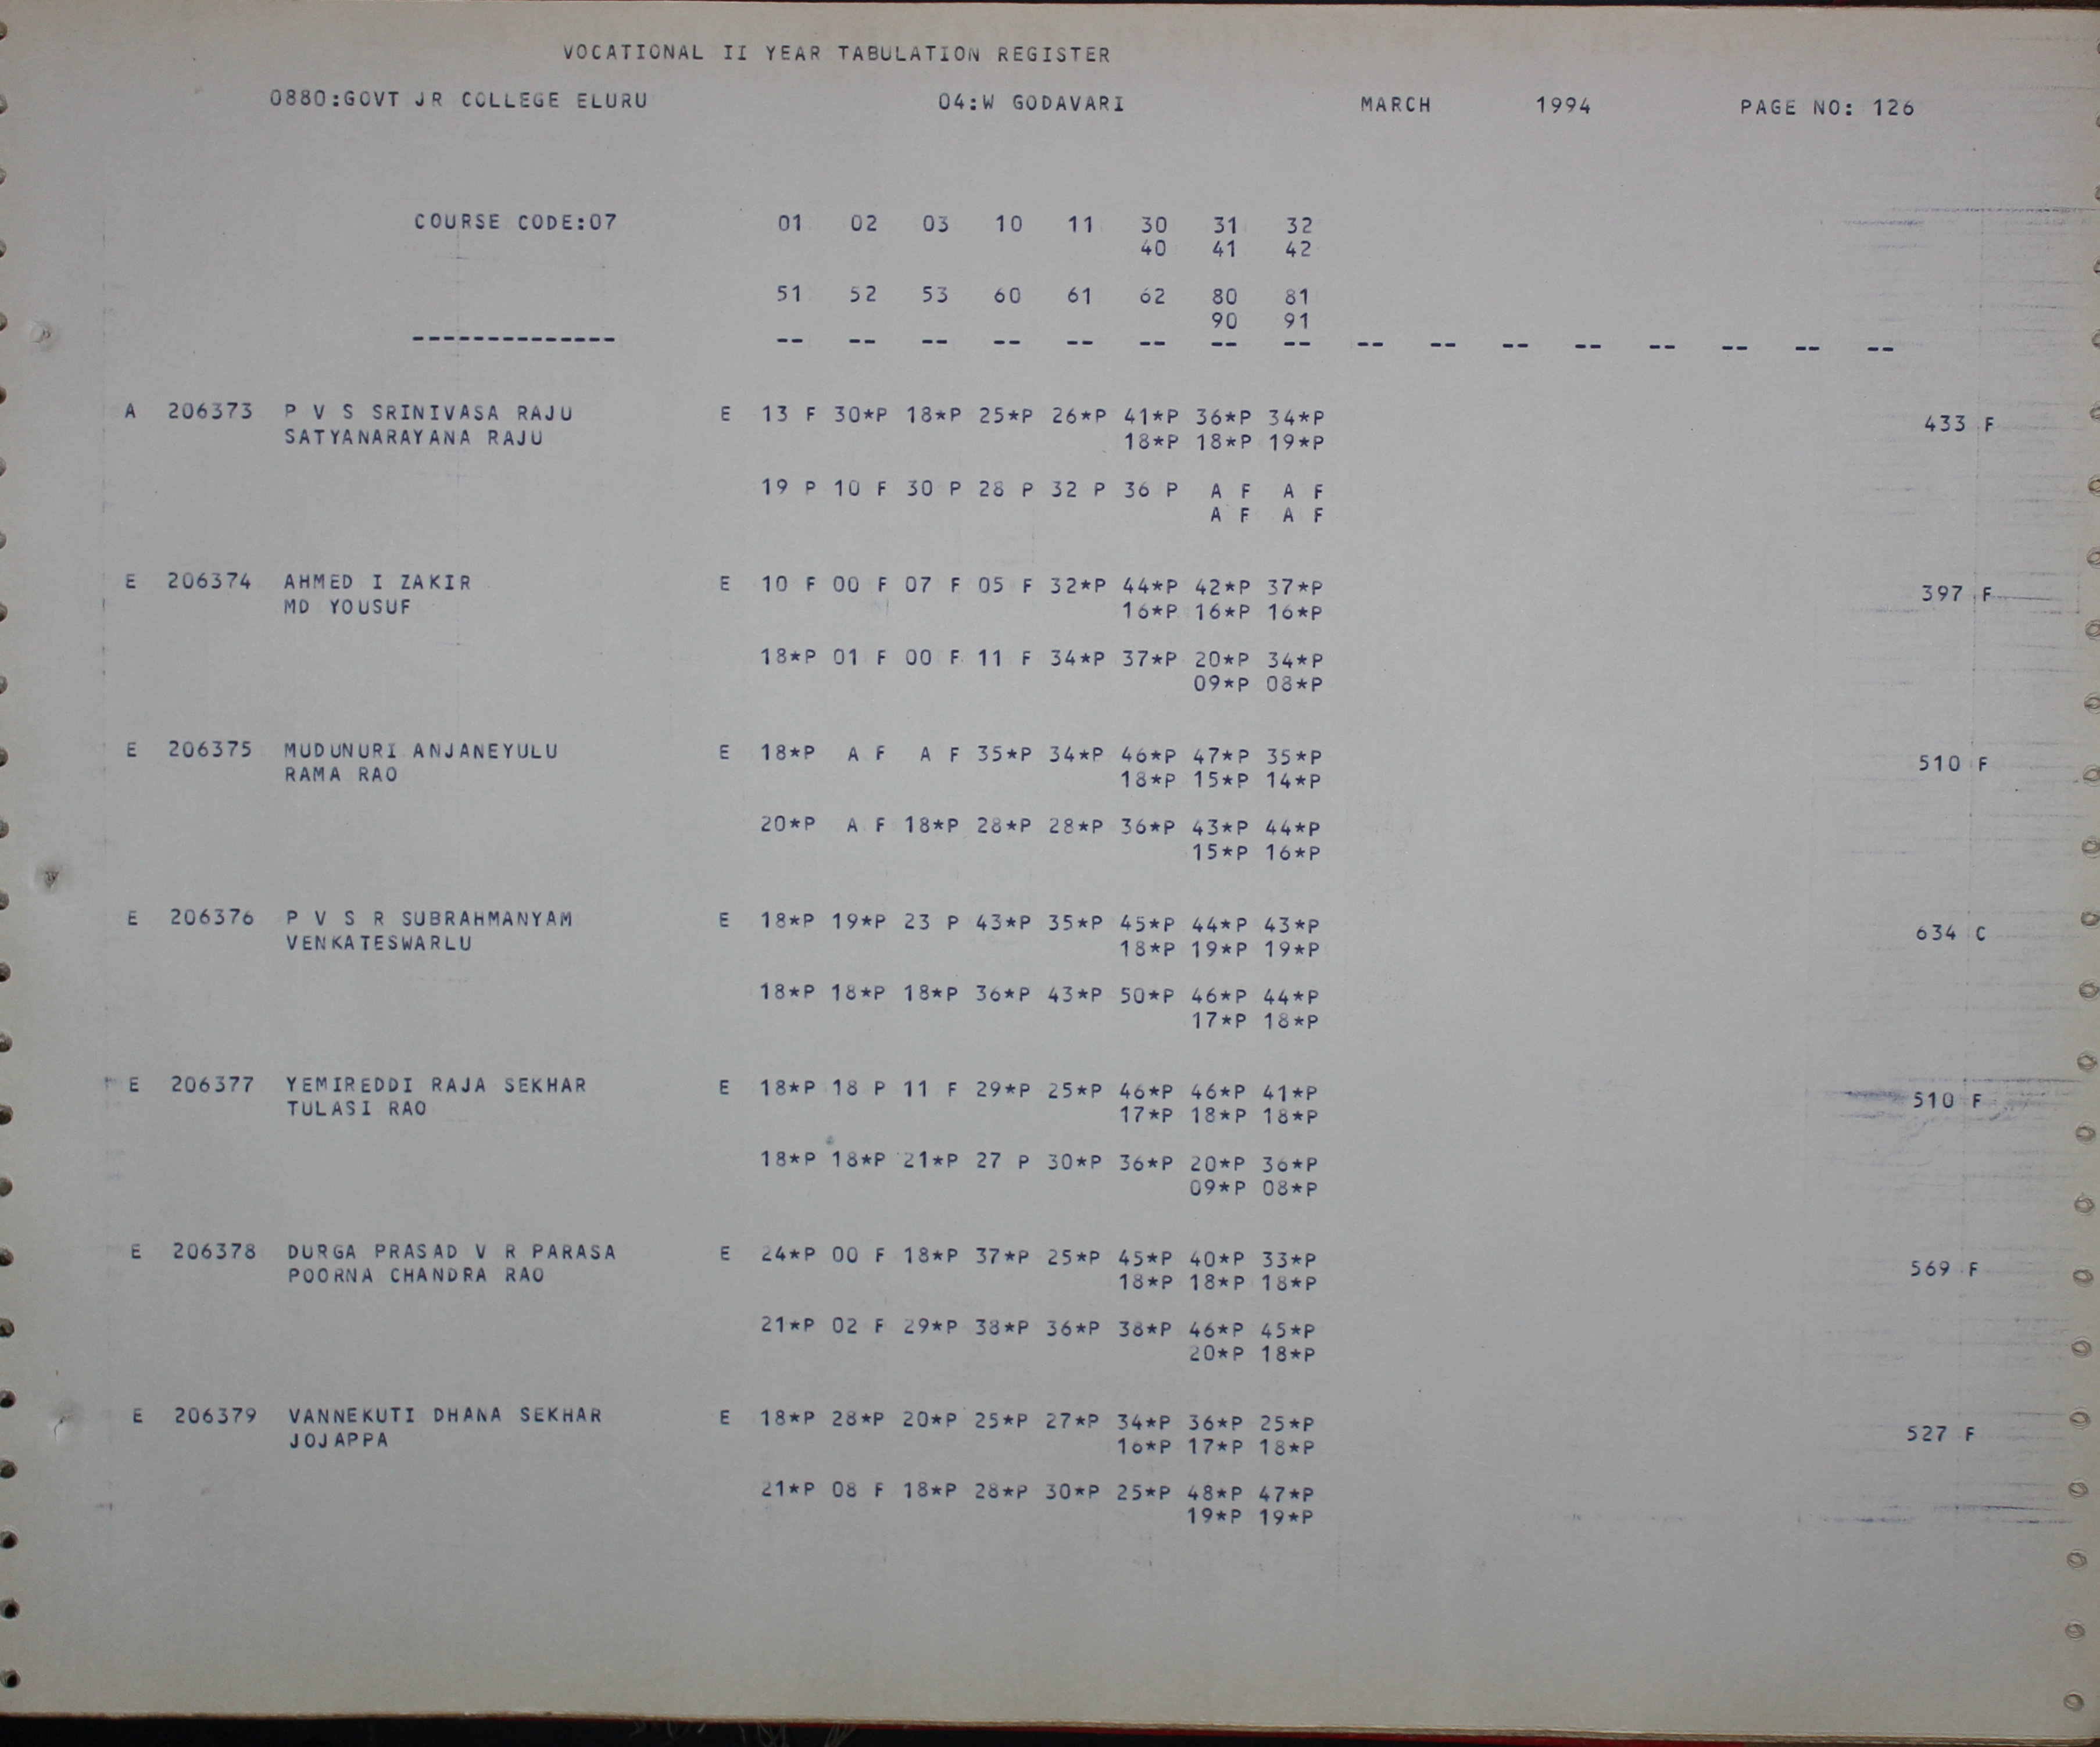 VOCATIONAL II YEAR TABULATION REGISTER
0880:GOVT JR COLLEGE ELURU 04:W GODAVARI MARCH 1994 PAGE NO: 126
COURSE CODE:07 01 02 03 10 11 30 31 32
40 41 42
51 52 53 60 61 62 80 81
90 91
-------------- -- -- -- -- -- -- -- -- -- -- -- -- -- -- -- --
A 206373 P V S SRINIVASA RAJU E 13 F 30*P 18*P 25*P 26*P 41*P 36*P 34*P 433 F
SATYANARAYANA RAJU 18*P 18*P 19*P
19 P 10 F 30 P 28 P 32 P 36 P A F A F
A F A F
E 206374 AHMED I ZAKIR E 10 F 00 F 07 F 05 F 32*P 44*P 42*P 37*P 397 F
MD YOUSUF 16*P 16*P 16*P
18*P 01 F 00 F 11 F 34*P 37*P 20*P 34*P
09*P 08*P
E 206375 MUDUNURI ANJANEYULU E 18*P A F A F 35*P 34*P 46*P 47*P 35*P 510 F
RAMA RAO 18*P 15*P 14*P
20*P A F 18*P 28*P 28*P 36*P 43*P 44*P
15*P 16*P
E 206376 P V S R SUBRAHMANYAM E 18*P 19*P 23 P 43*P 35*P 45*P 44*P 43*P 634 C
VENKATESWARLU 18*P 19*P 19*P
18*P 18*P 18*P 36*P 43*P 50*P 46*P 44*P
17*P 18*P
E 206377 YEMIREDDI RAJA SEKHAR E 18*P 18 P 11 F 29*P 25*P 46*P 46*P 41*P 510 F
TULASI RAO 17*P 18*P 18*P
18*P 18*P 21*P 27 P 30*P 36*P 20*P 36*P
09*P 08*P
E 206378 DURGA PRASAD V R PARASA E 24*P 00 F 18*P 37*P 25*P 45*P 40*P 33*P 569 F
POORNA CHANDRA RAO 18*P 18*P 18*P
21*P 02 F 29*P 38*P 36*P 38*P 46*P 45*P
20*P 18*P
E 206379 VANNEKUTI DHANA SEKHAR E 18*P 28*P 20*P 25*P 27*P 34*P 36*P 25*P 527 F
JOJAPPA 16*P 17*P 18*P
21*P 08 F 18*P 28*P 30*P 25*P 48*P 47*P
19*P 19*P